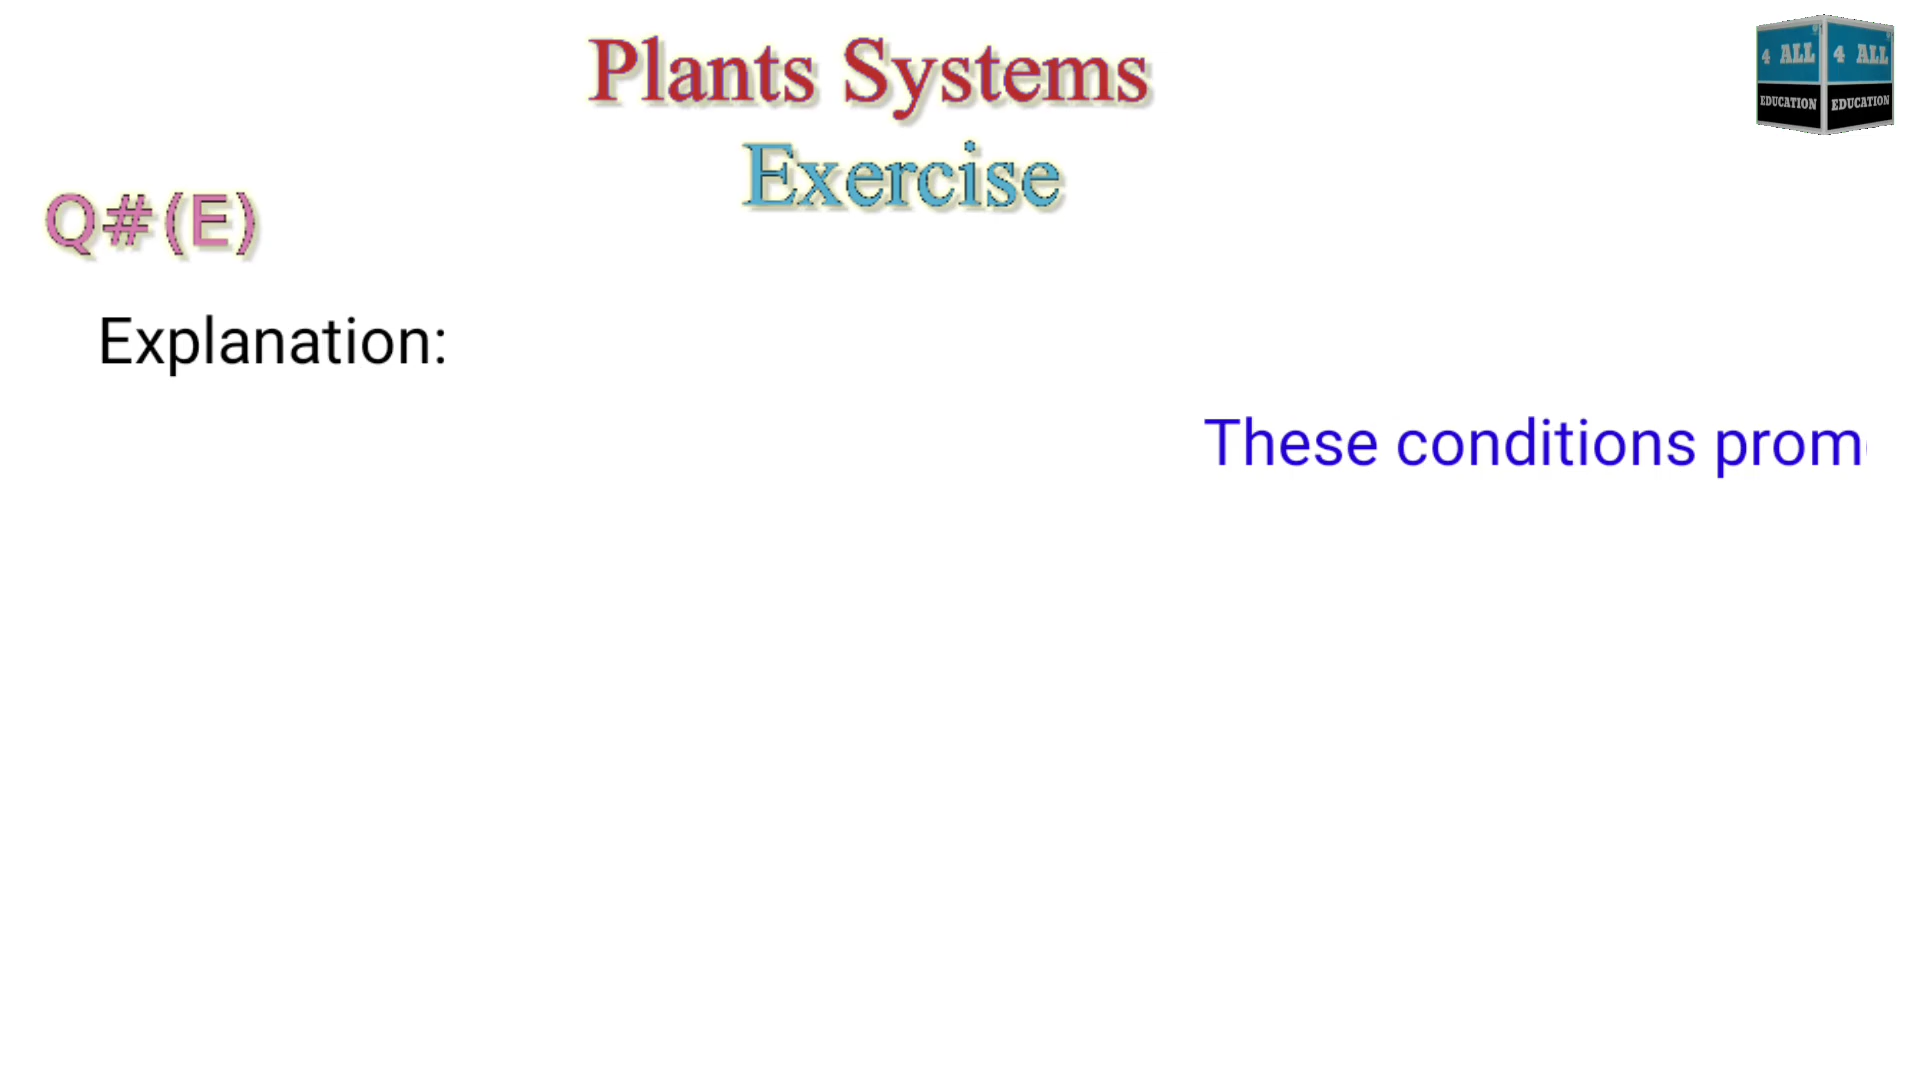 Plants Systems
4 ALL
4 ALL
EDUCATION
EDUCATION
Exercise
Q#(E)
Explanation:
These conditions prom